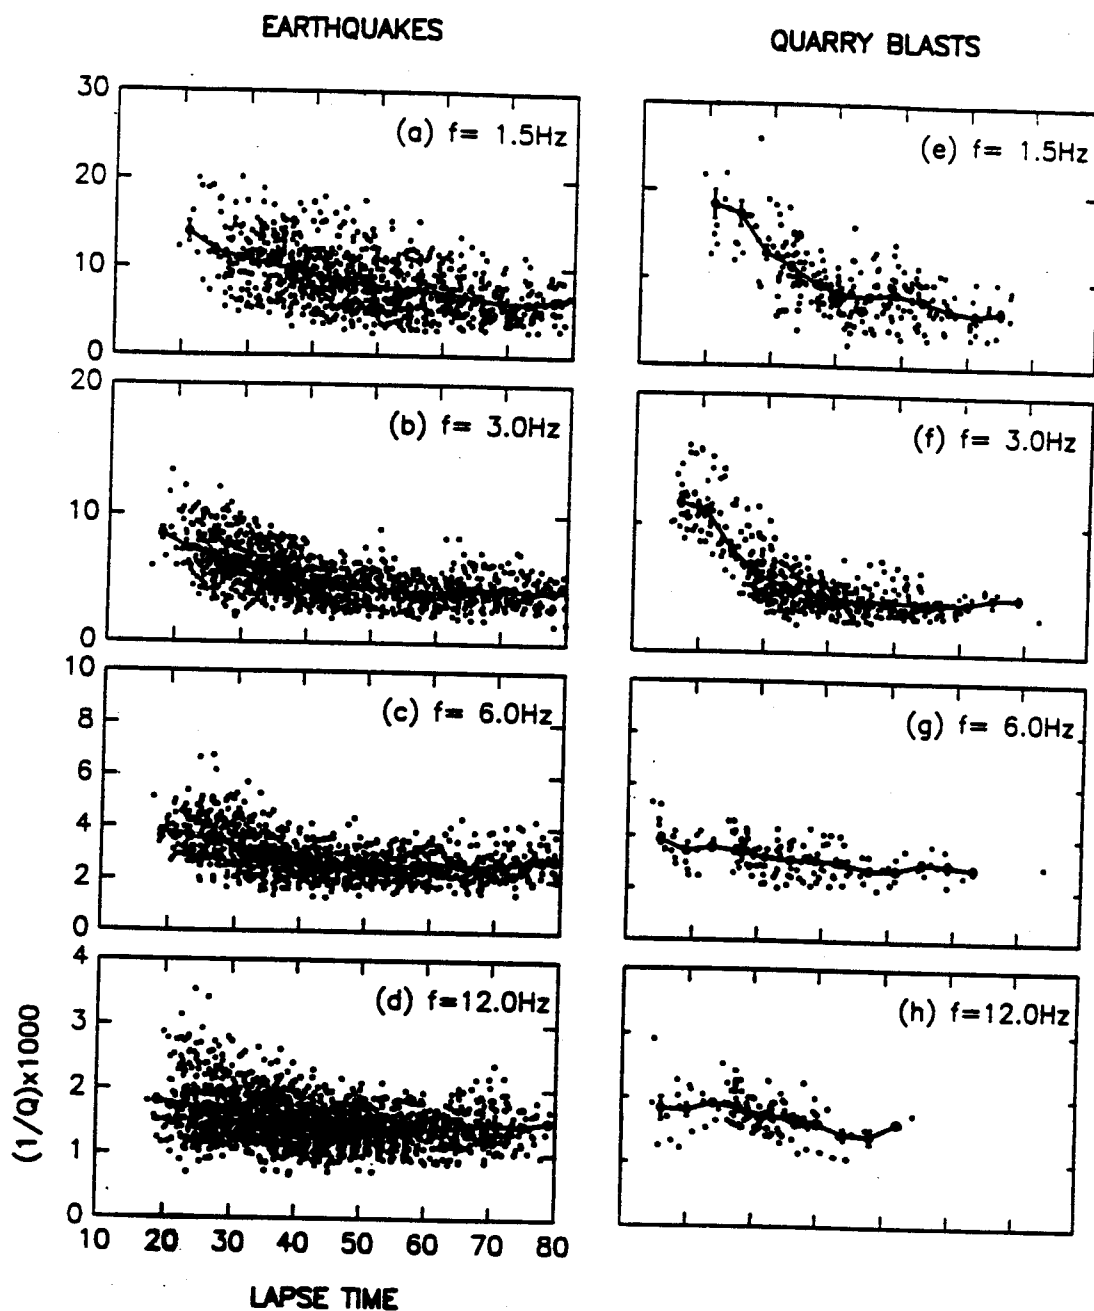 EARTHQUAKES
QUARRY BLASTS
30
20
10
0
(a) f= 1.5Hz
(e) f= 1.5Hz
20
10
0
(b) f= 3.0Hz
(f) f= 3.0Hz
10
8
6
4
2
0
(c) f= 6.0Hz
(g) f= 6.0Hz
4
3
2
1
0
(d) f=12.0Hz
(h) f=12.0Hz
(1/Q)x1000
10 20 30 40 50 60 70 80
LAPSE TIME